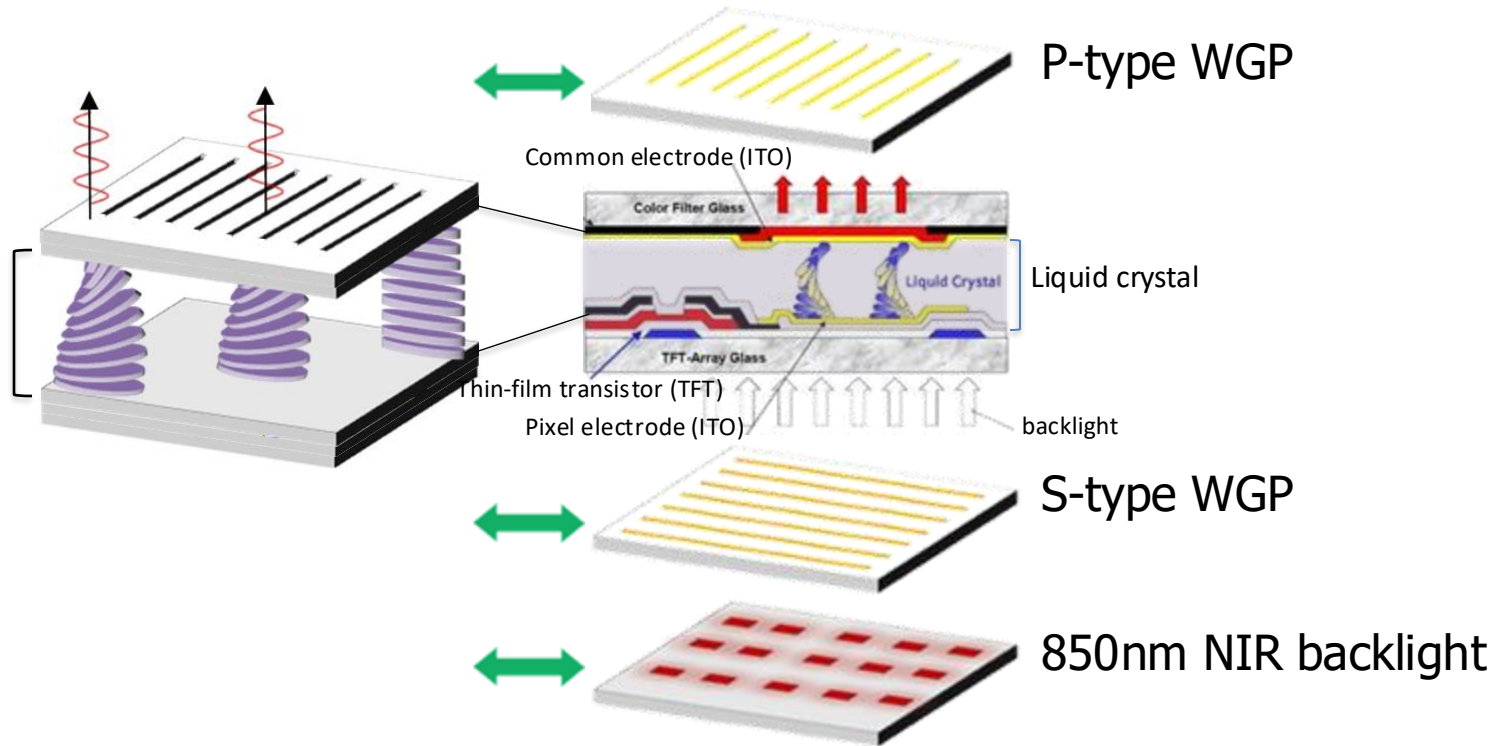 P-type WGP
Common electrode (ITO)
Color Filter Glass
Liquid Crystal
Liquid crystal
TFT-Array Glass
Thin-film transistor (TFT)
Pixel electrode (ITO)
backlight
S-type WGP
850nm NIR backlight